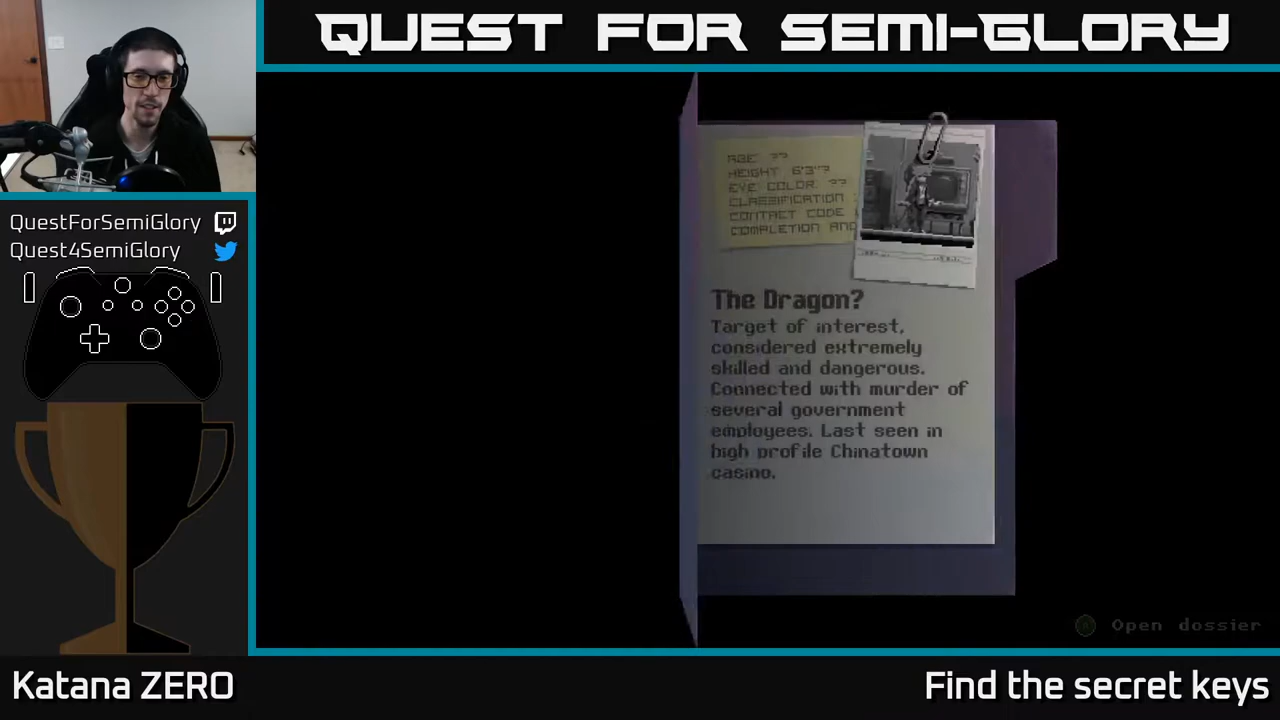 QUEST FOR SEMI-GLORY
QuestForSemiGlory
Quest4SemiGlory
AGE: ??
HEIGHT 6'3"?
EYE COLOR: ??
CLASSIFICATION
CONTACT CODE
COMPLETION AND
The Dragon?
Target of interest,
considered extremely
skilled and dangerous.
Connected with murder of
several government
employees. Last seen in
high profile Chinatown
casino.
Open dossier
Katana ZERO
Find the secret keys